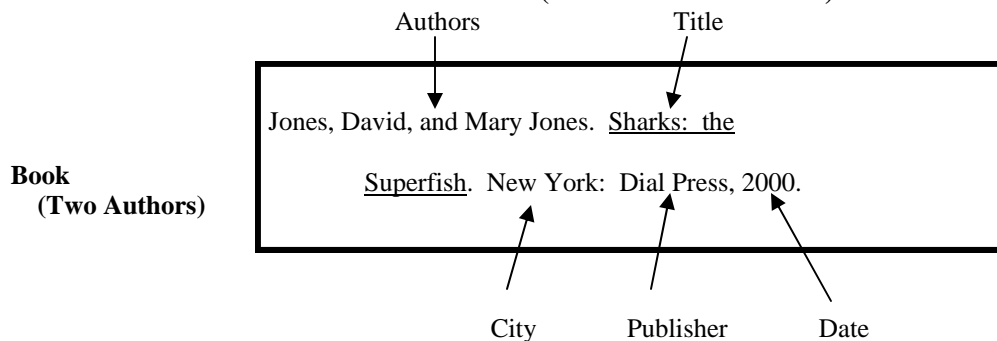 Authors Title
Jones, David, and Mary Jones. Sharks: the
Book
(Two Authors)
Superfish. New York: Dial Press, 2000.
City Publisher Date